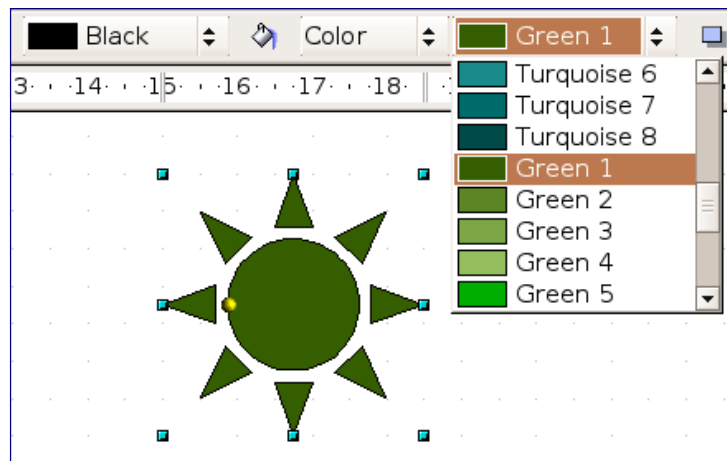 Black Color Green 1
3 14 15 16 17 18
Turquoise 6
Turquoise 7
Turquoise 8
Green 1
Green 2
Green 3
Green 4
Green 5